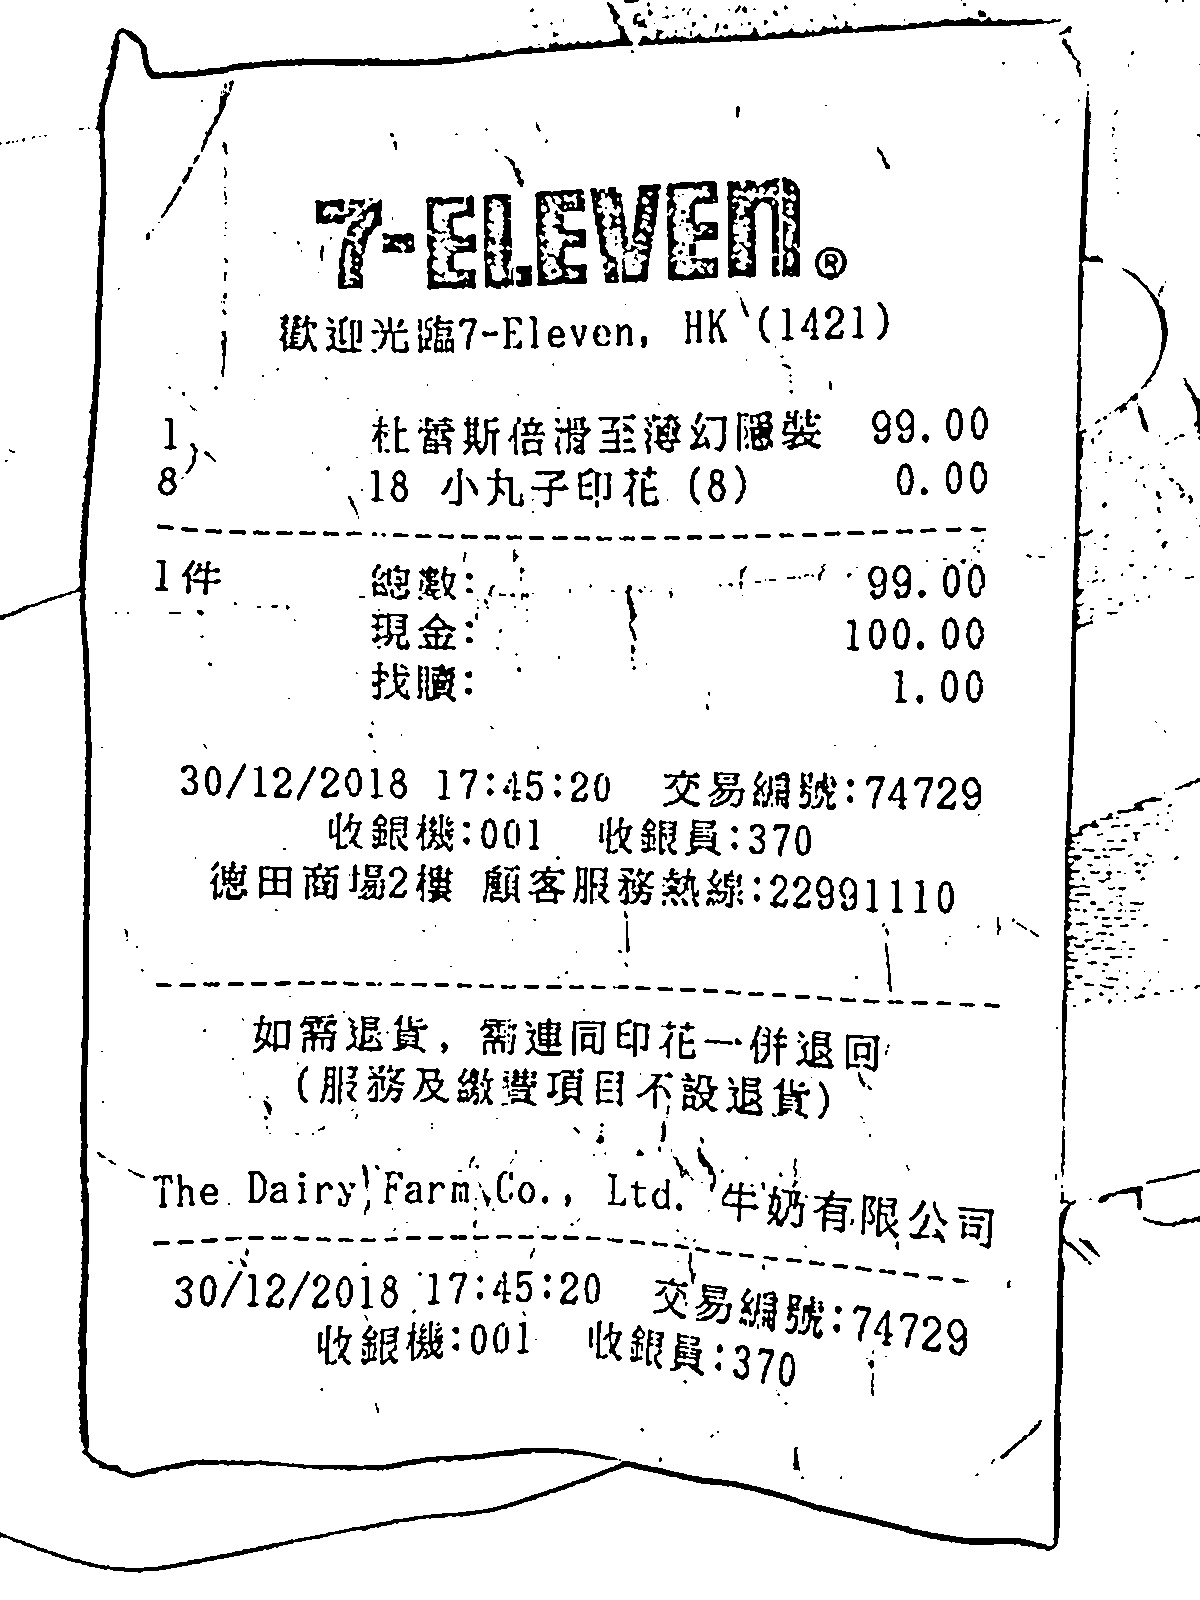 7-ELEVEn®
歡迎光臨7-Eleven, HK (1421)
1 杜蕾斯倍滑至薄幻隱裝 99.00
8 18 小丸子印花 (8) 0.00
1件 總數: 99.00
現金: 100.00
找贖: 1.00
30/12/2018 17:45:20 交易編號:74729
收銀機:001 收銀員:370
德田商場2樓 顧客服務熱線:22991110
如需退貨, 需連同印花一併退回
(服務及繳費項目不設退貨)
The Dairy Farm Co., Ltd. 牛奶有限公司
30/12/2018 17:45:20 交易編號:74729
收銀機:001 收銀員:370